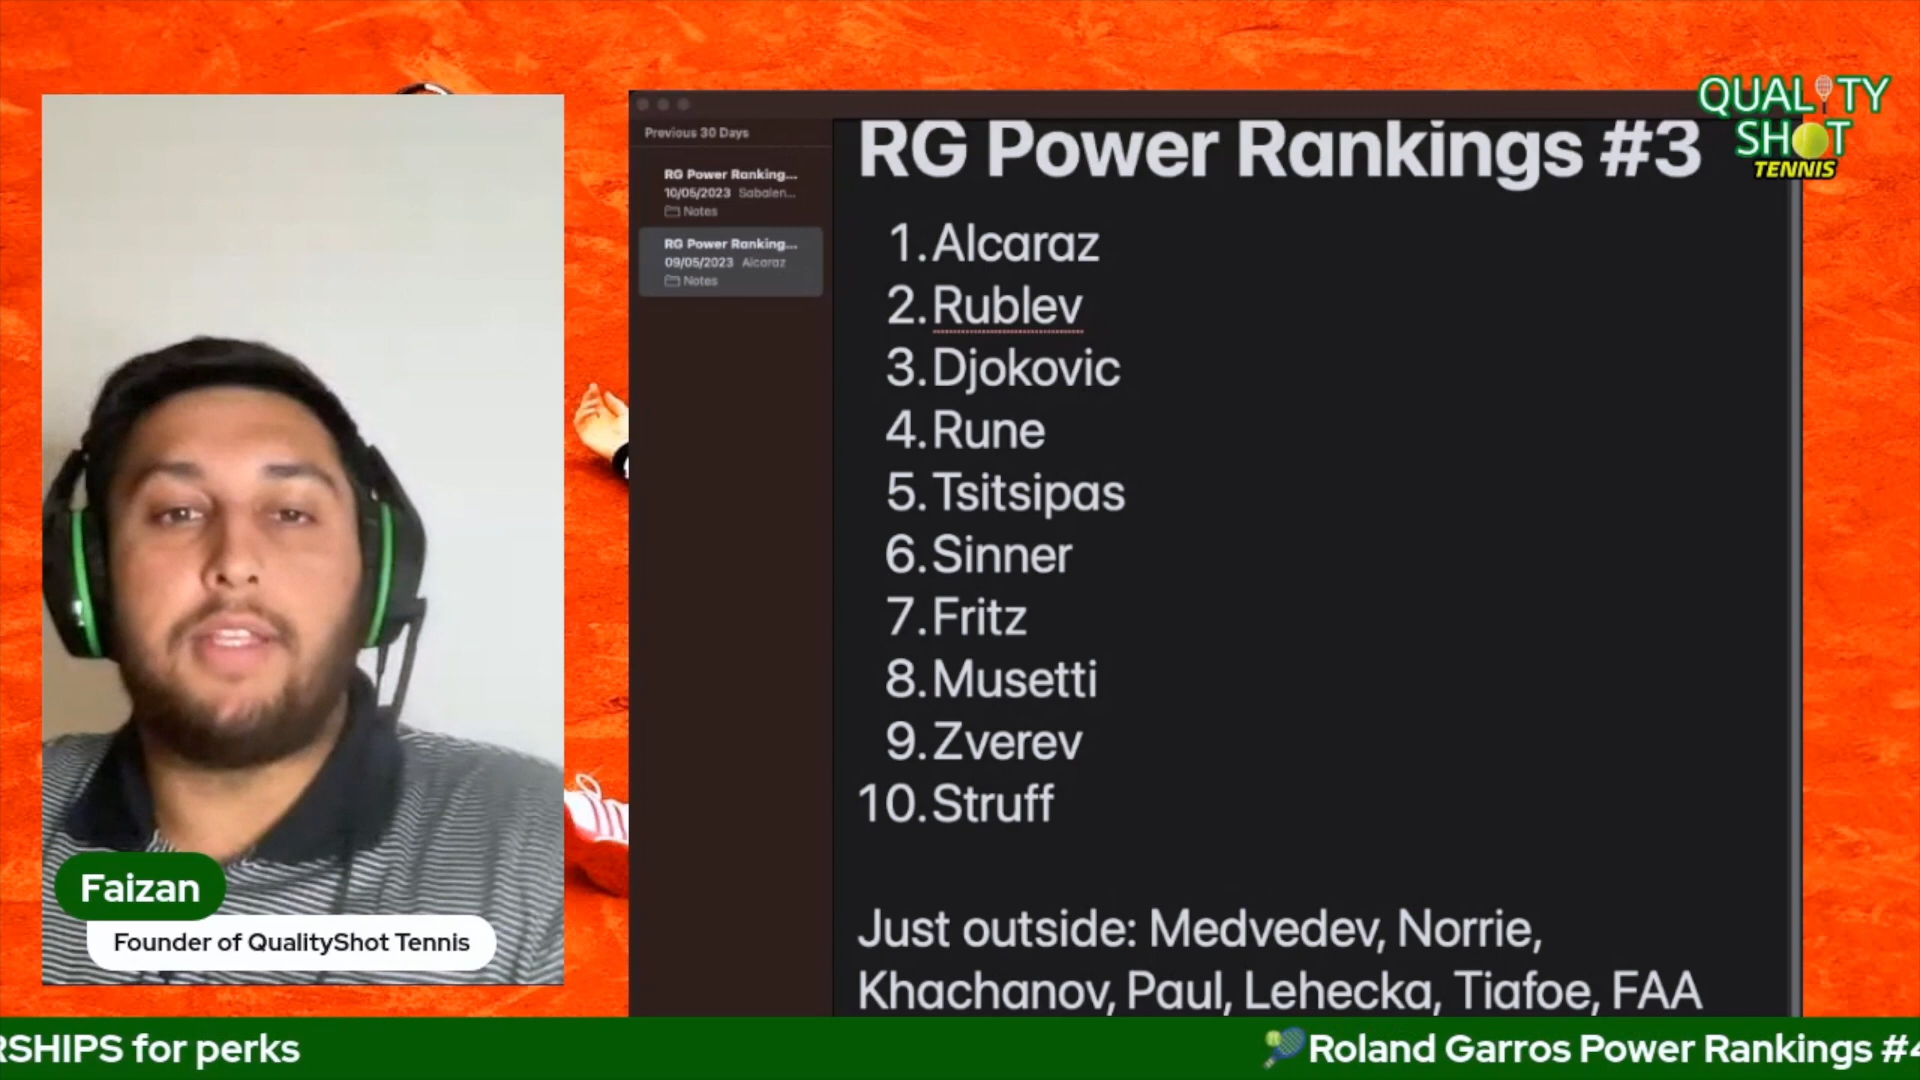 QUALITY
SHOT
TENNIS
Previous 30 Days
RG Power Ranking...
10/05/2023 Sabalen...
Notes
RG Power Ranking...
09/05/2023 Alcaraz
Notes
RG Power Rankings #3
1. Alcaraz
2. Rublev
3. Djokovic
4. Rune
5. Tsitsipas
6. Sinner
7. Fritz
8. Musetti
9. Zverev
10. Struff
Just outside: Medvedev, Norrie,
Khachanov, Paul, Lehecka, Tiafoe, FAA
Faizan
Founder of QualityShot Tennis
RSHIPS for perks
Roland Garros Power Rankings #4